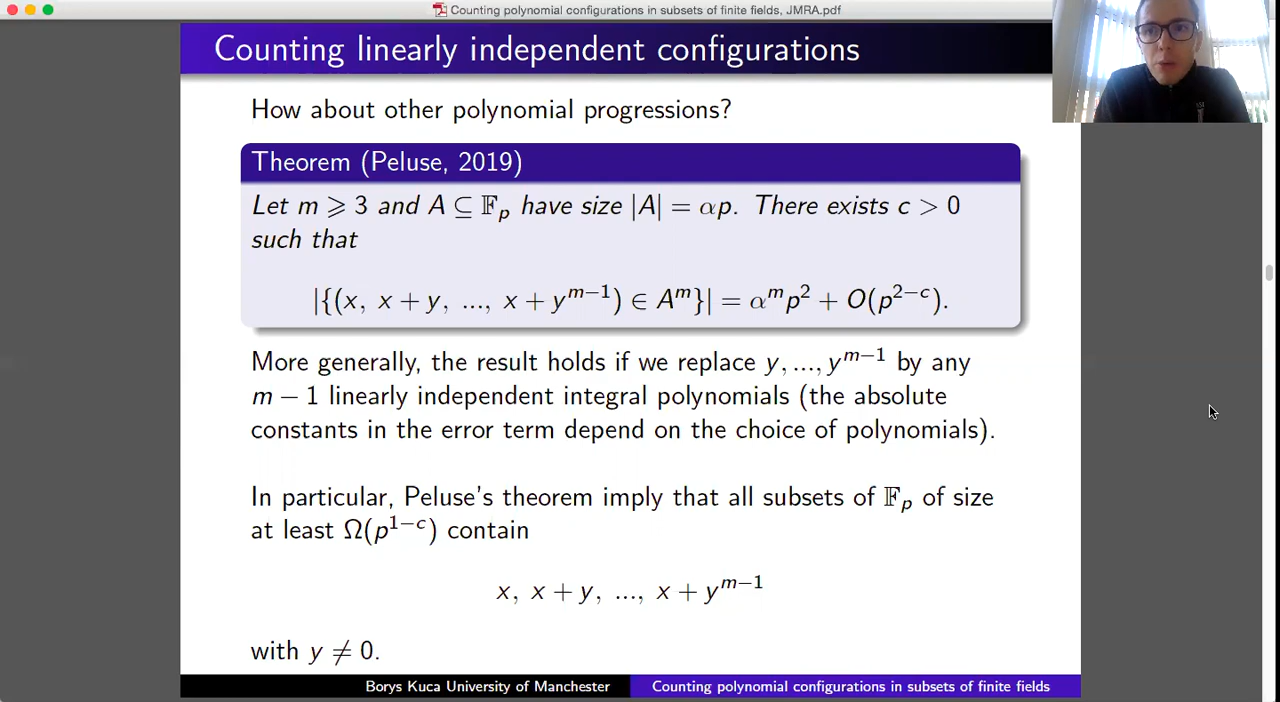 Counting polynomial configurations in subsets of finite fields, JMRA.pdf
Counting linearly independent configurations
How about other polynomial progressions?
Theorem (Peluse, 2019)
Let m ⩾ 3 and A ⊆ 𝔽_p have size |A| = αp. There exists c > 0
such that
|{(x, x + y, ..., x + y^{m−1}) ∈ A^m}| = α^m p^2 + O(p^{2−c}).
More generally, the result holds if we replace y, ..., y^{m−1} by any
m − 1 linearly independent integral polynomials (the absolute
constants in the error term depend on the choice of polynomials).
In particular, Peluse's theorem imply that all subsets of 𝔽_p of size
at least Ω(p^{1−c}) contain
x, x + y, ..., x + y^{m−1}
with y ≠ 0.
Borys Kuca University of Manchester
Counting polynomial configurations in subsets of finite fields